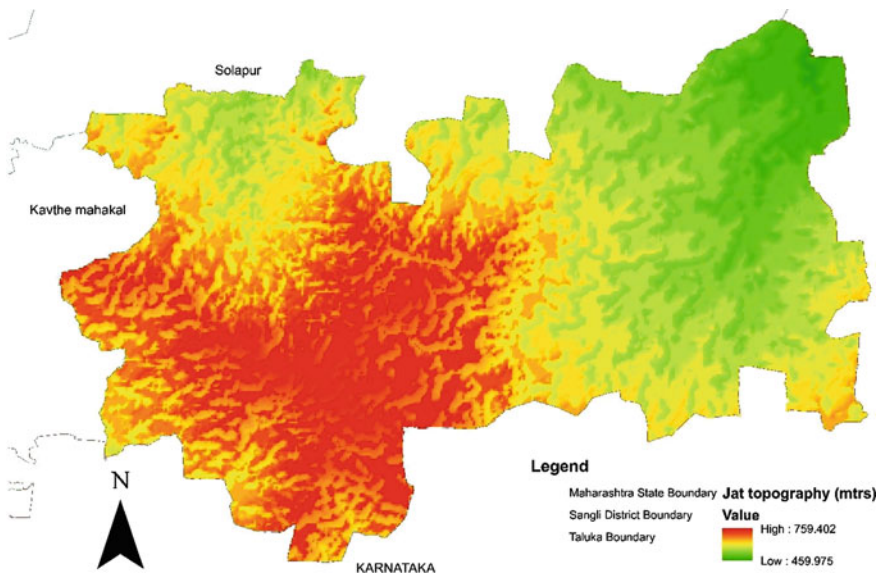 Solapur
Kavthe mahakal
N
KARNATAKA
Legend
Maharashtra State Boundary
Sangli District Boundary
Taluka Boundary
Jat topography (mtrs)
Value
High : 759.402
Low : 459.975